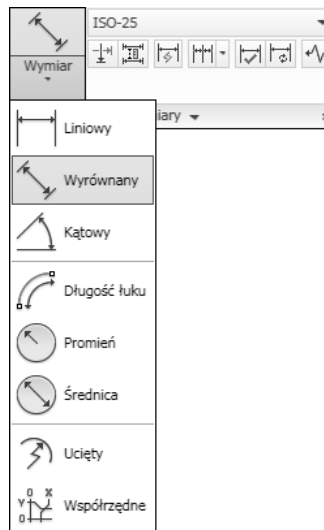 ISO-25
Wymiar
iary
Liniowy
Wyrównany
Kątowy
Długość łuku
Promień
Średnica
Ucięty
Współrzędne